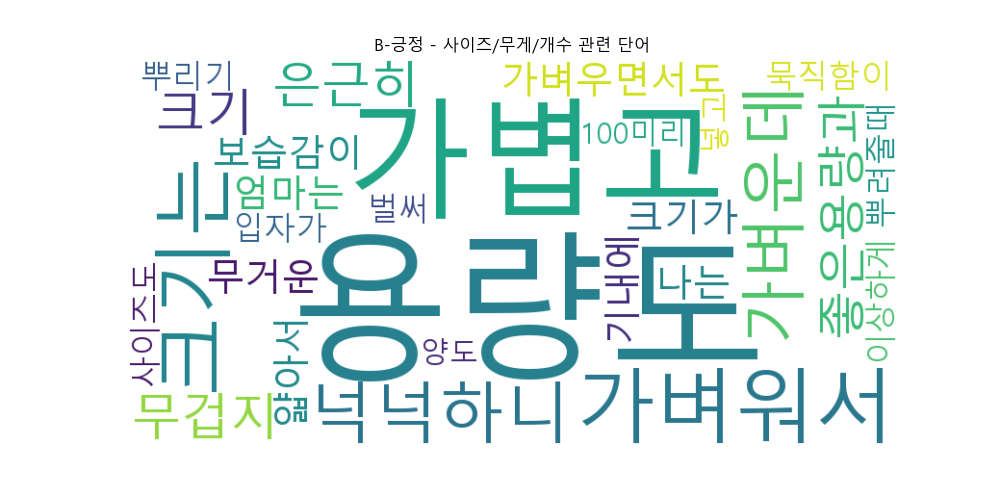 B-긍정 - 사이즈/무게/개수 관련 단어
뿌리기
은근히
가벼우면서도
묵직함이
크기
가볍고
100미리
넣고
가벼운데
용량과
뿌려줄때
보습감이
엄마는
벌써
크기가
입자가
크기는
무거운
용량도
기내에
나는
좋은
이상하게
사이즈도
얇아서
양도
무겁지
넉넉하니
가벼워서